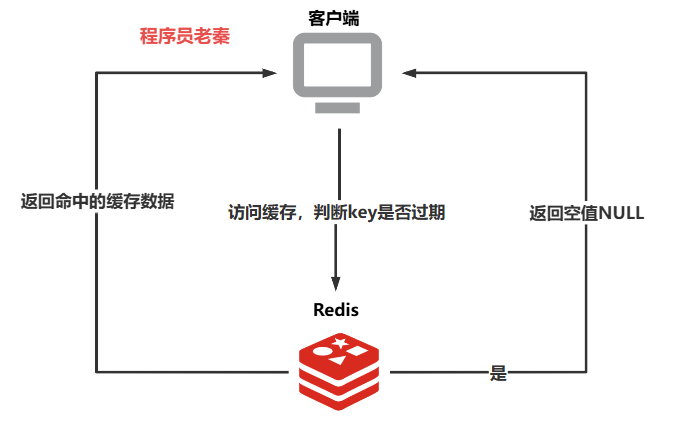 客户端
程序员老秦
返回命中的缓存数据
访问缓存，判断key是否过期
返回空值NULL
Redis
是